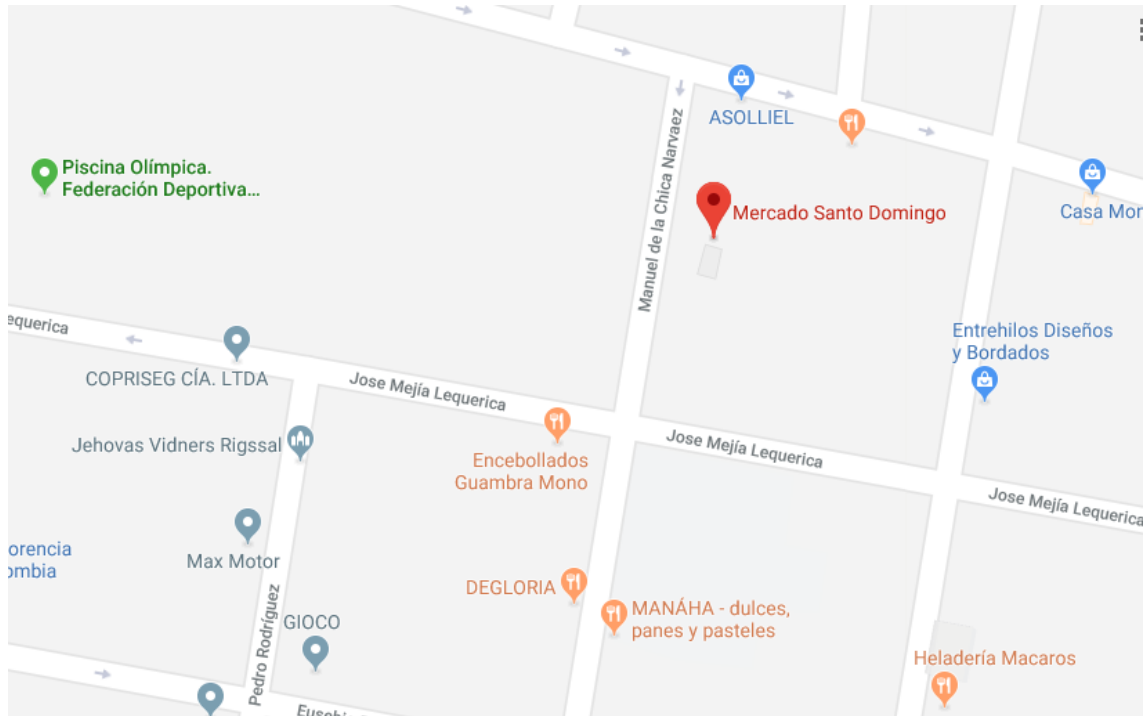 ASOLLIEL
Manuel de la Chica Narvaez
Piscina Olímpica.
Federación Deportiva...
Mercado Santo Domingo
Casa Mor
equerica
Entrehilos Diseños
y Bordados
COPRISEG CÍA. LTDA
Jose Mejía Lequerica
Jose Mejía Lequerica
Jehovas Vidners Rigssal
Encebollados
Guambra Mono
Jose Mejía Lequerica
orencia
ombia
Max Motor
DEGLORIA
MANÁHA - dulces,
panes y pasteles
Pedro Rodríguez
GIOCO
Heladería Macaros